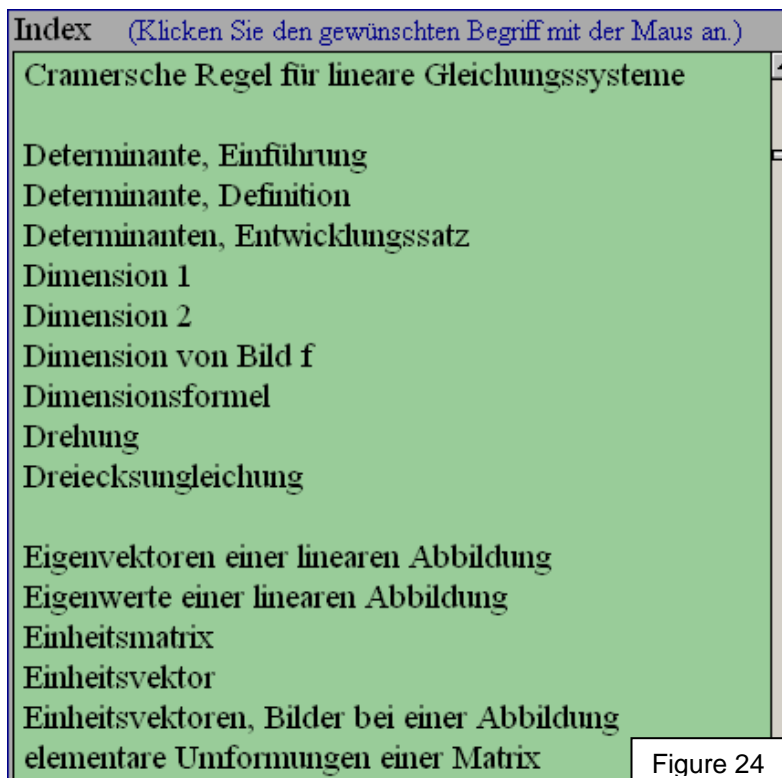 Index (Klicken Sie den gewünschten Begriff mit der Maus an.)
Cramersche Regel für lineare Gleichungssysteme
Determinante, Einführung
Determinante, Definition
Determinanten, Entwicklungssatz
Dimension 1
Dimension 2
Dimension von Bild f
Dimensionsformel
Drehung
Dreiecksungleichung
Eigenvektoren einer linearen Abbildung
Eigenwerte einer linearen Abbildung
Einheitsmatrix
Einheitsvektor
Einheitsvektoren, Bilder bei einer Abbildung
elementare Umformungen einer Matrix
Figure 24